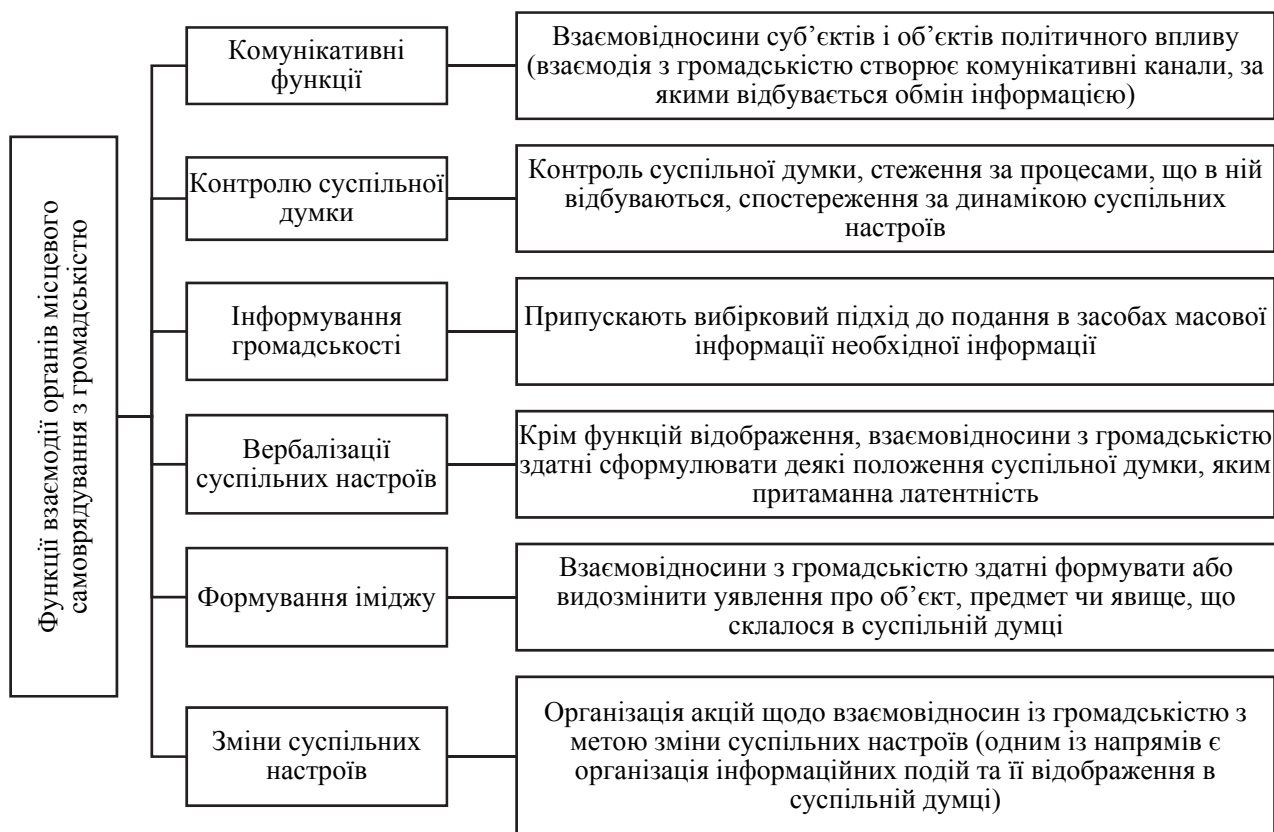 Функції взаємодії органів місцевого
самоврядування з громадськістю
Комунікативні
функції
Взаємовідносини суб’єктів і об’єктів політичного впливу
(взаємодія з громадськістю створює комунікативні канали, за
якими відбувається обмін інформацією)
Контролю суспільної
думки
Контроль суспільної думки, стеження за процесами, що в ній
відбуваються, спостереження за динамікою суспільних
настроїв
Інформування
громадськості
Припускають вибірковий підхід до подання в засобах масової
інформації необхідної інформації
Вербалізації
суспільних настроїв
Крім функцій відображення, взаємовідносини з громадськістю
здатні сформулювати деякі положення суспільної думки, яким
притаманна латентність
Формування іміджу
Взаємовідносини з громадськістю здатні формувати або
видозмінити уявлення про об’єкт, предмет чи явище, що
склалося в суспільній думці
Зміни суспільних
настроїв
Організація акцій щодо взаємовідносин із громадськістю з
метою зміни суспільних настроїв (одним із напрямів є
організація інформаційних подій та її відображення в
суспільній думці)